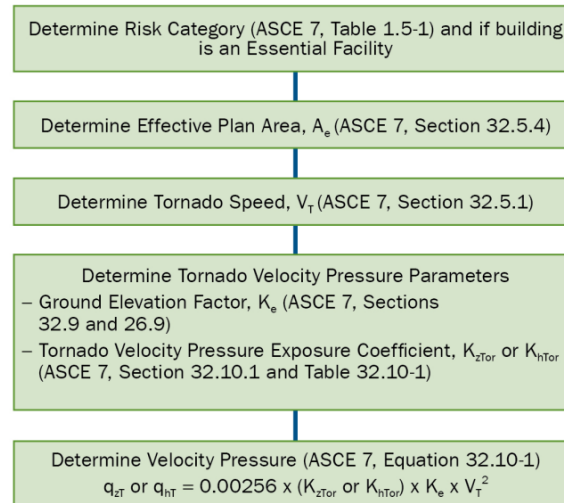 Determine Risk Category (ASCE 7, Table 1.5-1) and if building
is an Essential Facility
Determine Effective Plan Area, Aₑ (ASCE 7, Section 32.5.4)
Determine Tornado Speed, V_T (ASCE 7, Section 32.5.1)
Determine Tornado Velocity Pressure Parameters
– Ground Elevation Factor, Kₑ (ASCE 7, Sections
32.9 and 26.9)
– Tornado Velocity Pressure Exposure Coefficient, K_zTor or K_hTor
(ASCE 7, Section 32.10.1 and Table 32.10-1)
Determine Velocity Pressure (ASCE 7, Equation 32.10-1)
q_zT or q_hT = 0.00256 x (K_zTor or K_hTor) x Kₑ x V_T²